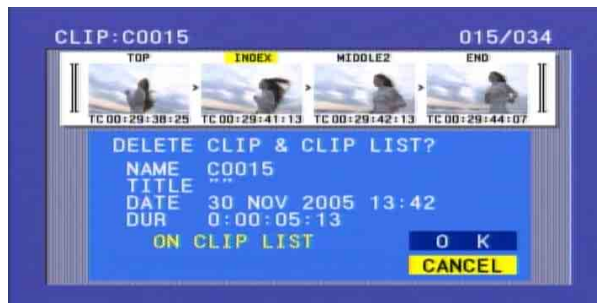 CLIP:C0015 015/034
TOP INDEX MIDDLE2 END
TC 00:29:38:25 TC 00:29:41:13 TC 00:29:42:13 TC 00:29:44:07
DELETE CLIP & CLIP LIST?
NAME C0015
TITLE ""
DATE 30 NOV 2005 13:42
DUR 0:00:05:13
ON CLIP LIST O K
CANCEL